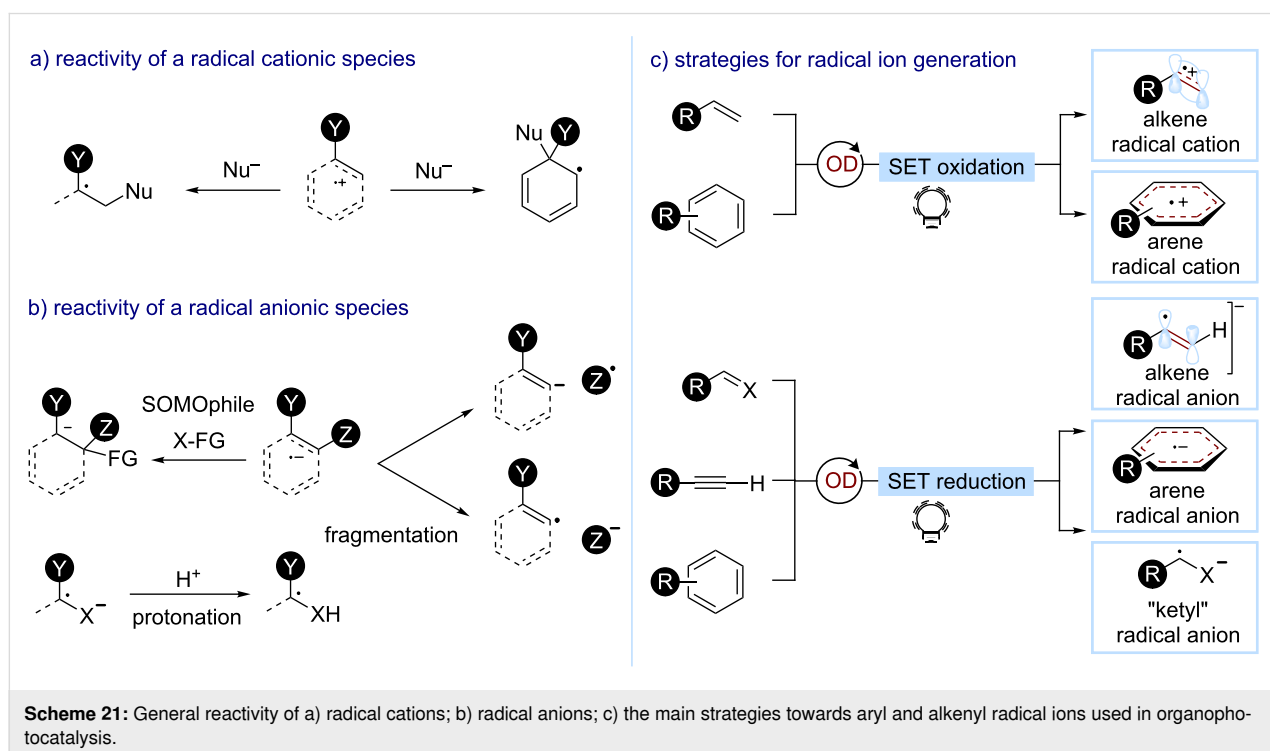 a) reactivity of a radical cationic species
Y
Nu
Nu−
Y
•+
Nu−
Nu Y
•
b) reactivity of a radical anionic species
Y
−
Z
FG
SOMOphile
X-FG
Y
Z
•−
fragmentation
Y
−
Z•
Y
•
Z−
Y
•
X−
H+
protonation
Y
•
XH
c) strategies for radical ion generation
R
R
OD
SET oxidation
R
•+
alkene
radical cation
R
•+
arene
radical cation
R
X
R
H
R
OD
SET reduction
R
•
H
−
alkene
radical anion
R
•−
arene
radical anion
R
•
X−
"ketyl"
radical anion
Scheme 21: General reactivity of a) radical cations; b) radical anions; c) the main strategies towards aryl and alkenyl radical ions used in organopho-
tocatalysis.